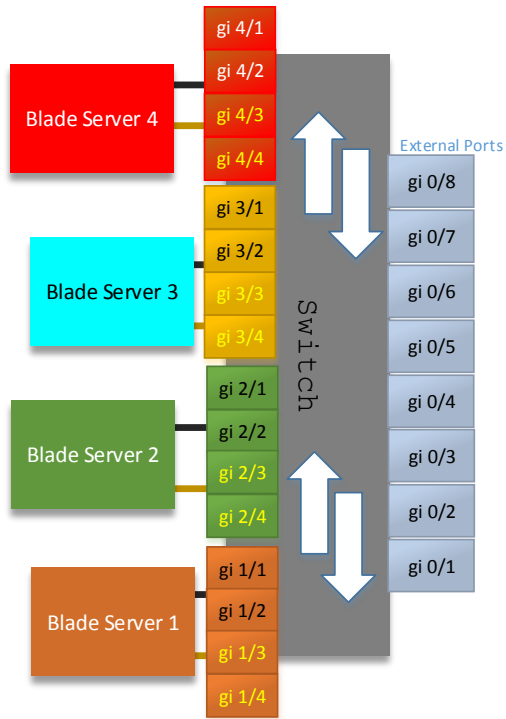 gi 4/1
gi 4/2
gi 4/3
gi 4/4
Blade Server 4
gi 3/1
gi 3/2
gi 3/3
gi 3/4
Blade Server 3
gi 2/1
gi 2/2
gi 2/3
gi 2/4
Blade Server 2
gi 1/1
gi 1/2
gi 1/3
gi 1/4
Blade Server 1
Switch
External Ports
gi 0/8
gi 0/7
gi 0/6
gi 0/5
gi 0/4
gi 0/3
gi 0/2
gi 0/1